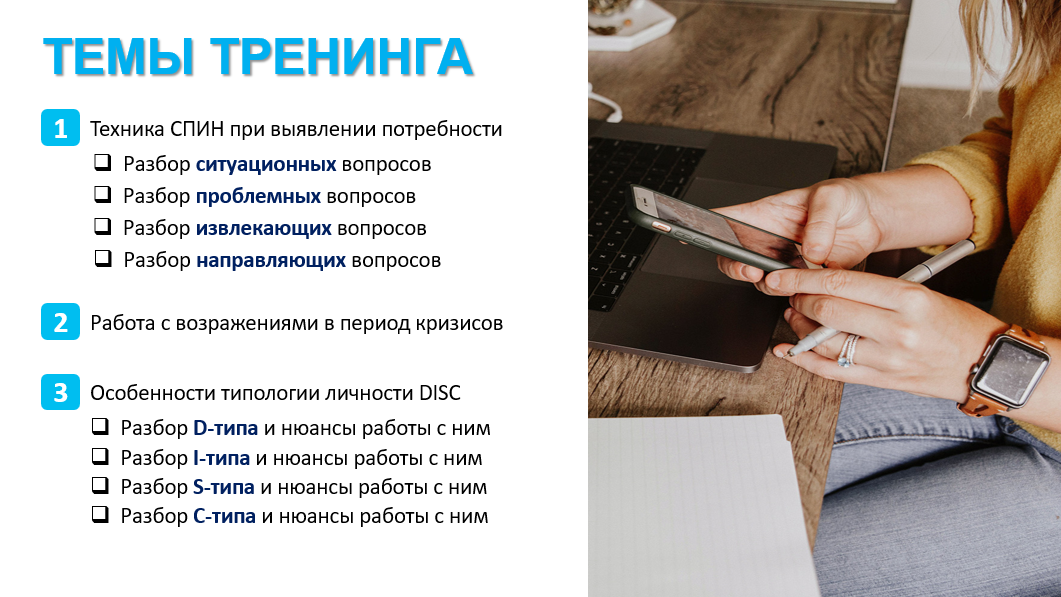 ТЕМЫ ТРЕНИНГА
1 Техника СПИН при выявлении потребности
❑ Разбор ситуационных вопросов
❑ Разбор проблемных вопросов
❑ Разбор извлекающих вопросов
❑ Разбор направляющих вопросов
2 Работа с возражениями в период кризисов
3 Особенности типологии личности DISC
❑ Разбор D-типа и нюансы работы с ним
❑ Разбор I-типа и нюансы работы с ним
❑ Разбор S-типа и нюансы работы с ним
❑ Разбор C-типа и нюансы работы с ним